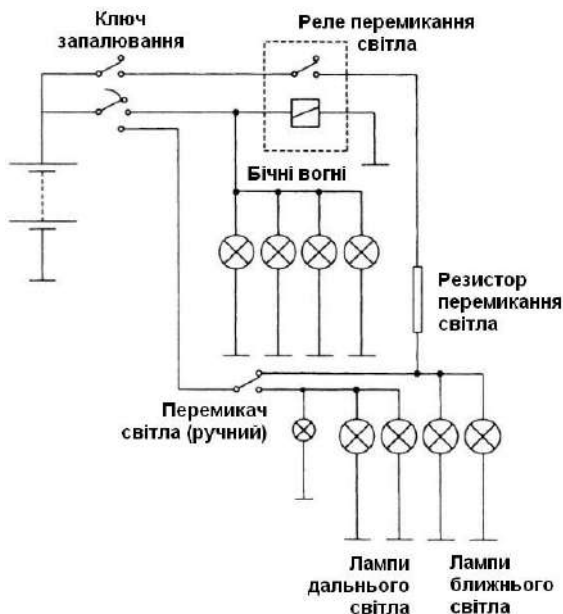 Ключ
запалювання
Реле перемикання
світла
Бічні вогні
Резистор
перемикання
світла
Перемикач
світла (ручний)
Лампи
дальнього
світла
Лампи
ближнього
світла